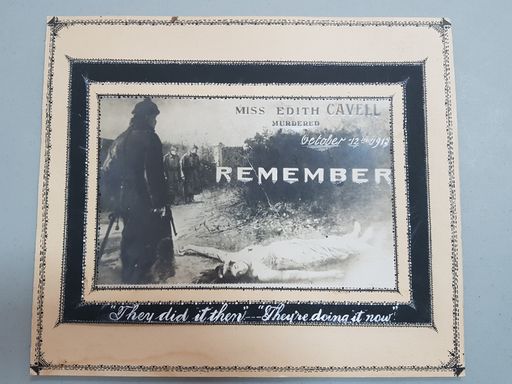 MISS EDITH CAVELL
MURDERED
October 12th 1915
REMEMBER
"They did it then" --- "They're doing it now"